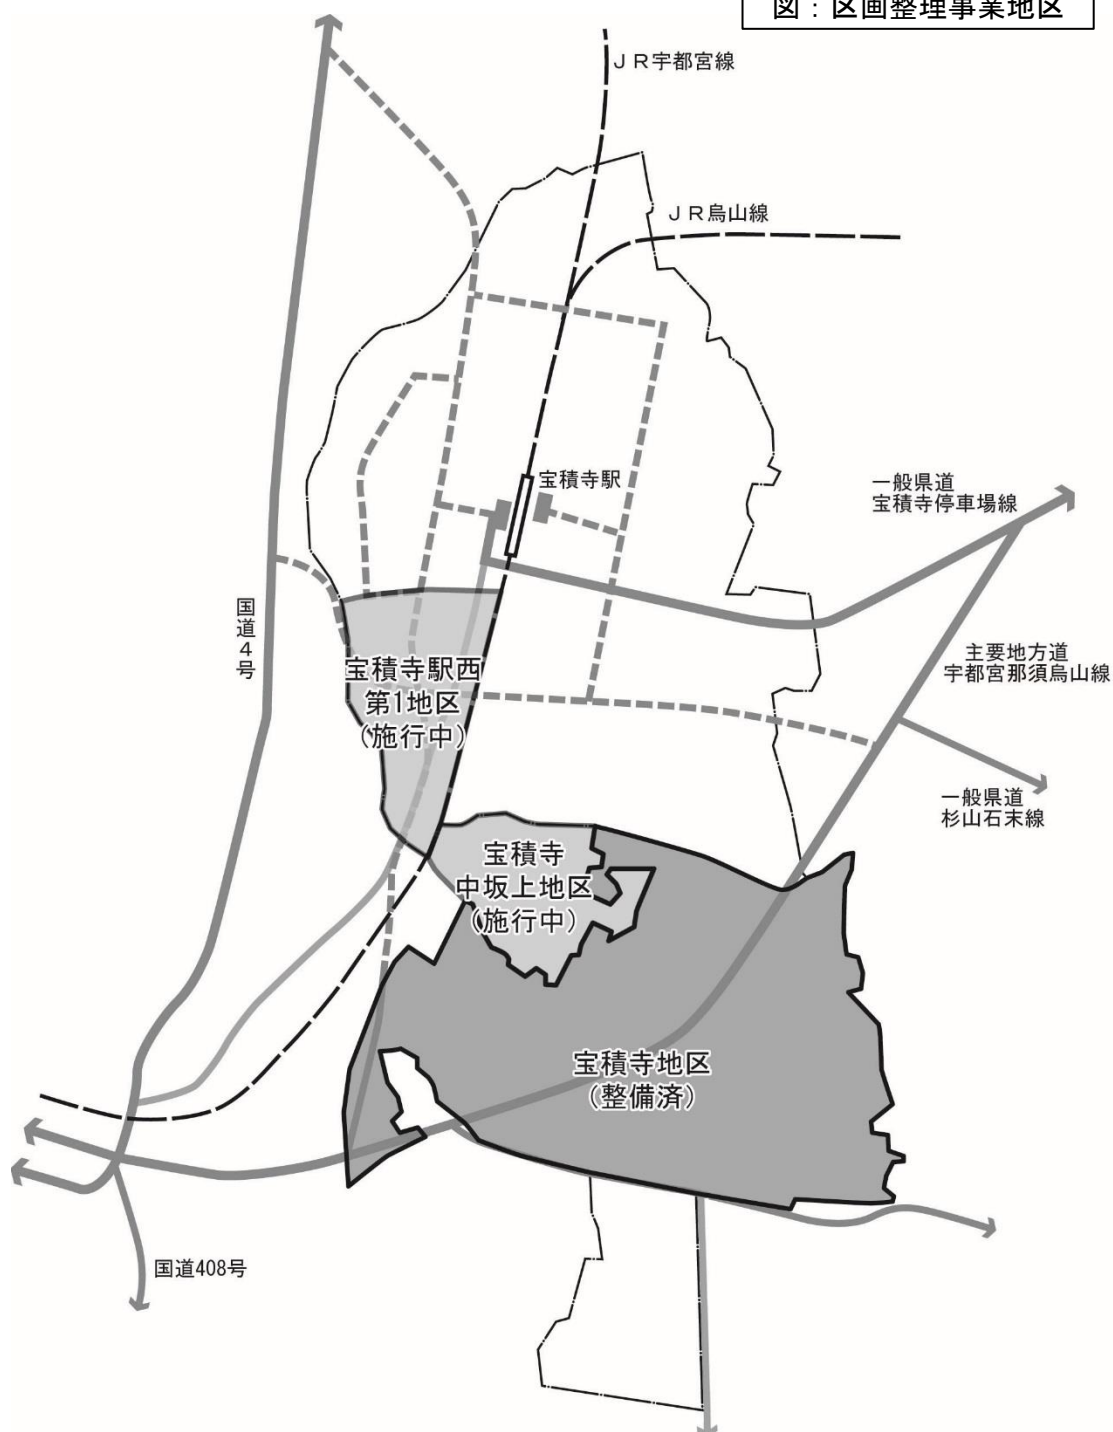 図：区画整理事業地区
ＪＲ宇都宮線
ＪＲ烏山線
宝積寺駅
一般県道
宝積寺停車場線
国道４号
主要地方道
宇都宮那須烏山線
宝積寺駅西
第1地区
（施行中）
一般県道
杉山石末線
宝積寺
中坂上地区
（施行中）
宝積寺地区
（整備済）
国道408号